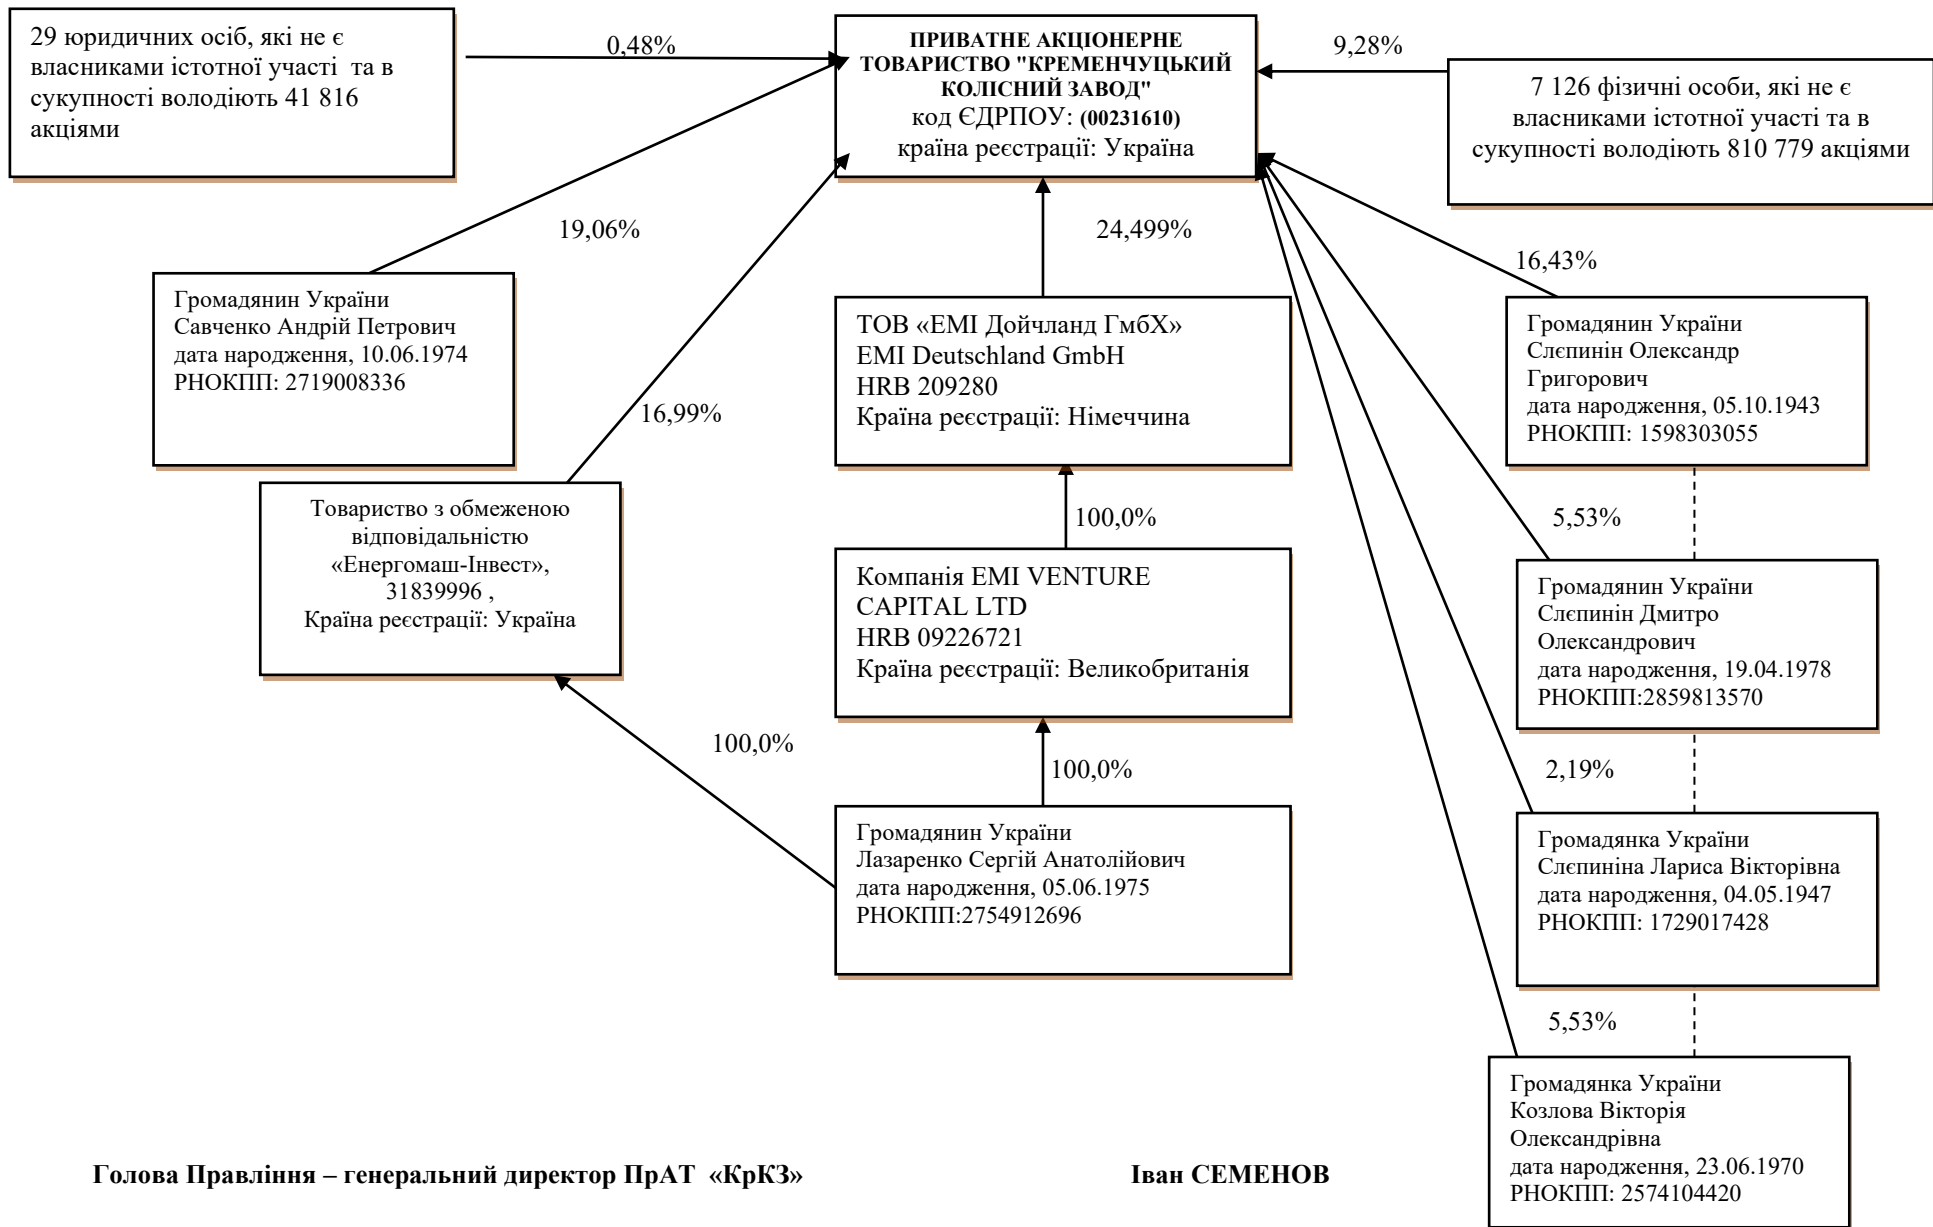 29 юридичних осіб, які не є
власниками істотної участі та в
сукупності володіють 41 816
акціями
0,48%
ПРИВАТНЕ АКЦІОНЕРНЕ
ТОВАРИСТВО "КРЕМЕНЧУЦЬКИЙ
КОЛІСНИЙ ЗАВОД"
код ЄДРПОУ: (00231610)
країна реєстрації: Україна
9,28%
7 126 фізичні особи, які не є
власниками істотної участі та в
сукупності володіють 810 779 акціями
19,06%
24,499%
16,43%
Громадянин України
Савченко Андрій Петрович
дата народження, 10.06.1974
РНОКПП: 2719008336
16,99%
ТОВ «ЕМІ Дойчланд ГмбХ»
EMI Deutschland GmbH
HRB 209280
Країна реєстрації: Німеччина
Громадянин України
Слєпинін Олександр
Григорович
дата народження, 05.10.1943
РНОКПП: 1598303055
Товариство з обмеженою
відповідальністю
«Енергомаш-Інвест»,
31839996 ,
Країна реєстрації: Україна
100,0%
5,53%
Компанія EMI VENTURE
CAPITAL LTD
HRB 09226721
Країна реєстрації: Великобританія
Громадянин України
Слєпинін Дмитро
Олександрович
дата народження, 19.04.1978
РНОКПП:2859813570
100,0%
100,0%
2,19%
Громадянин України
Лазаренко Сергій Анатолійович
дата народження, 05.06.1975
РНОКПП:2754912696
Громадянка України
Слєпиніна Лариса Вікторівна
дата народження, 04.05.1947
РНОКПП: 1729017428
5,53%
Громадянка України
Козлова Вікторія
Олександрівна
дата народження, 23.06.1970
РНОКПП: 2574104420
Голова Правління – генеральний директор ПрАТ «КрКЗ» Іван СЕМЕНОВ